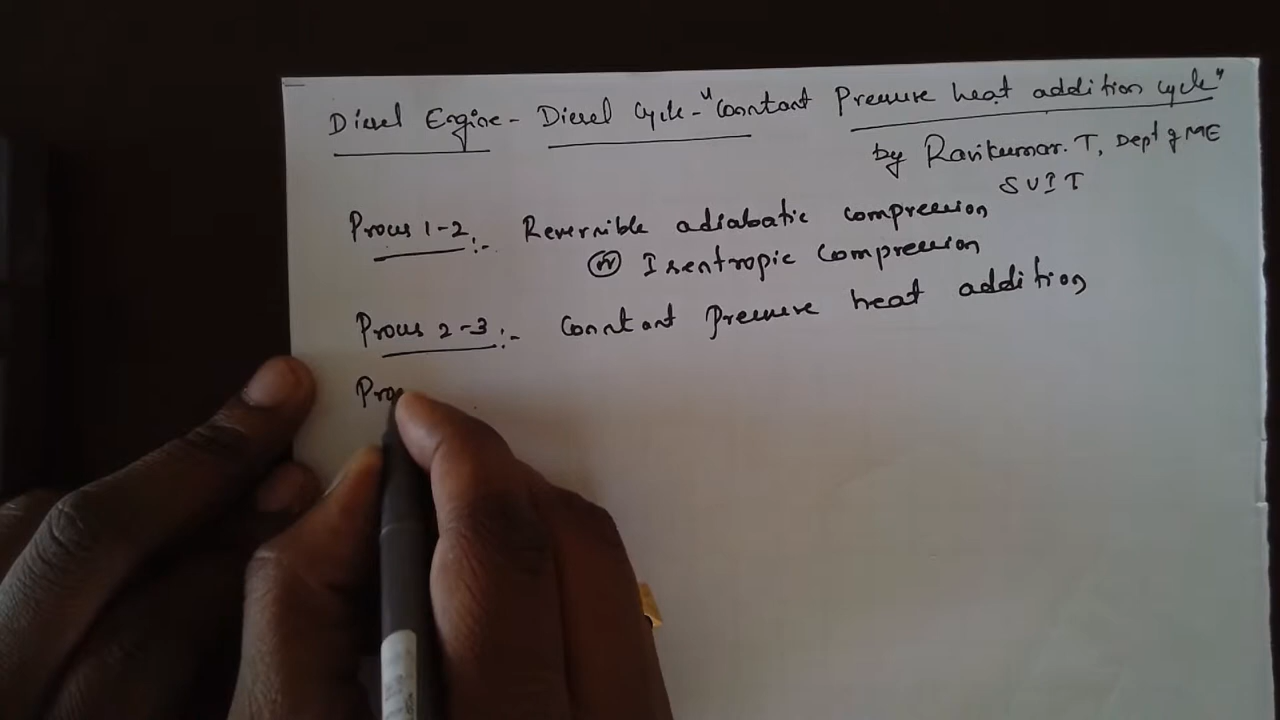 Diesel Engine - Diesel Cycle - "Constant Pressure heat addition cycle"
by Ravikumar. T, Dept of ME
SVIT
Process 1-2 :- Reversible adiabatic compression
(or) Isentropic compression
Process 2-3 :- Constant pressure heat addition
Proc